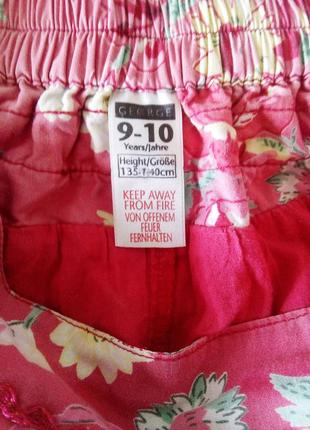 GEORGE
9-10
Years/Jahre
Height/Größe
135-140cm
KEEP AWAY
FROM FIRE
VON OFFENEM
FEUER
FERNHALTEN